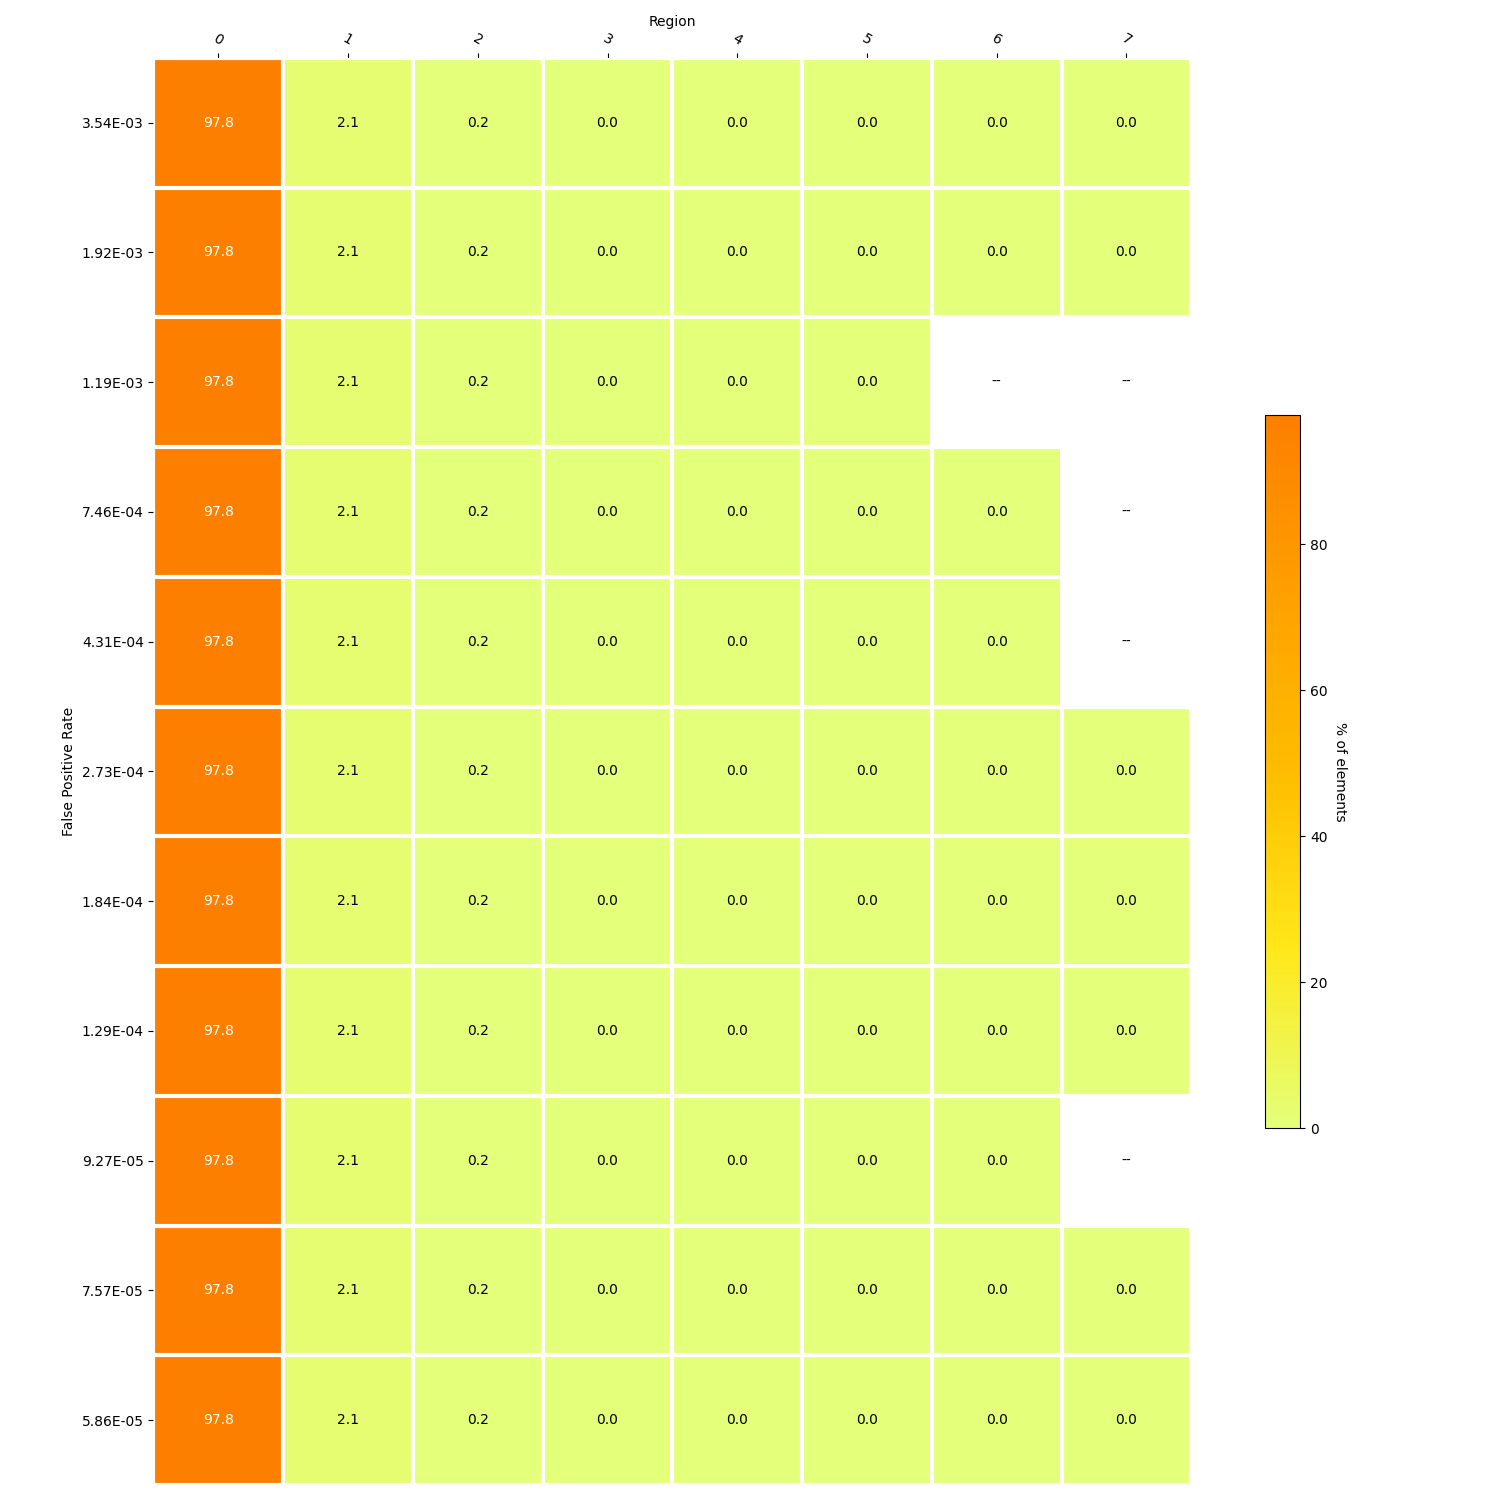 Region
0 1 2 3 4 5 6 7
3.54E-03 97.8 2.1 0.2 0.0 0.0 0.0 0.0 0.0
1.92E-03 97.8 2.1 0.2 0.0 0.0 0.0 0.0 0.0
1.19E-03 97.8 2.1 0.2 0.0 0.0 0.0 -- --
7.46E-04 97.8 2.1 0.2 0.0 0.0 0.0 0.0 --
4.31E-04 97.8 2.1 0.2 0.0 0.0 0.0 0.0 --
2.73E-04 97.8 2.1 0.2 0.0 0.0 0.0 0.0 0.0
1.84E-04 97.8 2.1 0.2 0.0 0.0 0.0 0.0 0.0
1.29E-04 97.8 2.1 0.2 0.0 0.0 0.0 0.0 0.0
9.27E-05 97.8 2.1 0.2 0.0 0.0 0.0 0.0 --
7.57E-05 97.8 2.1 0.2 0.0 0.0 0.0 0.0 0.0
5.86E-05 97.8 2.1 0.2 0.0 0.0 0.0 0.0 0.0
False Positive Rate
80
60
40
20
0
% of elements